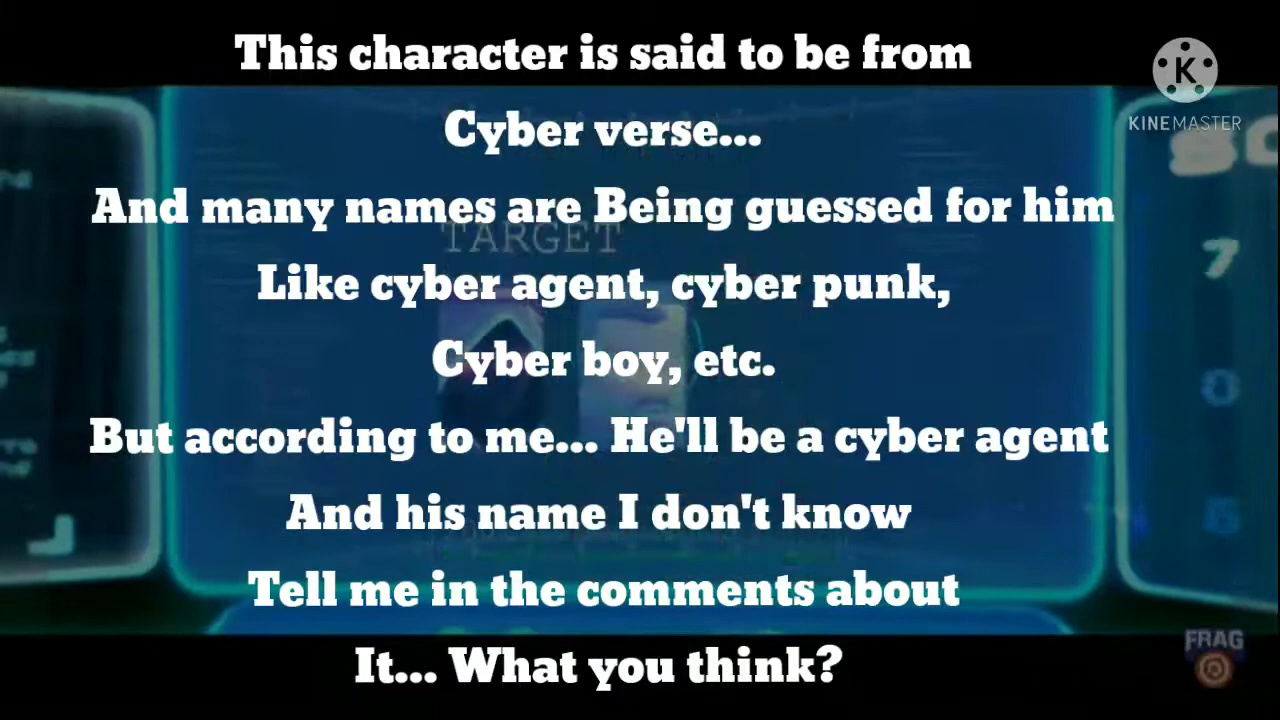 This character is said to be from
Cyber verse...
And many names are Being guessed for him
TARGET
Like cyber agent, cyber punk,
Cyber boy, etc.
But according to me... He'll be a cyber agent
And his name I don't know
Tell me in the comments about
It... What you think?
K
KINEMASTER
7
FRAG